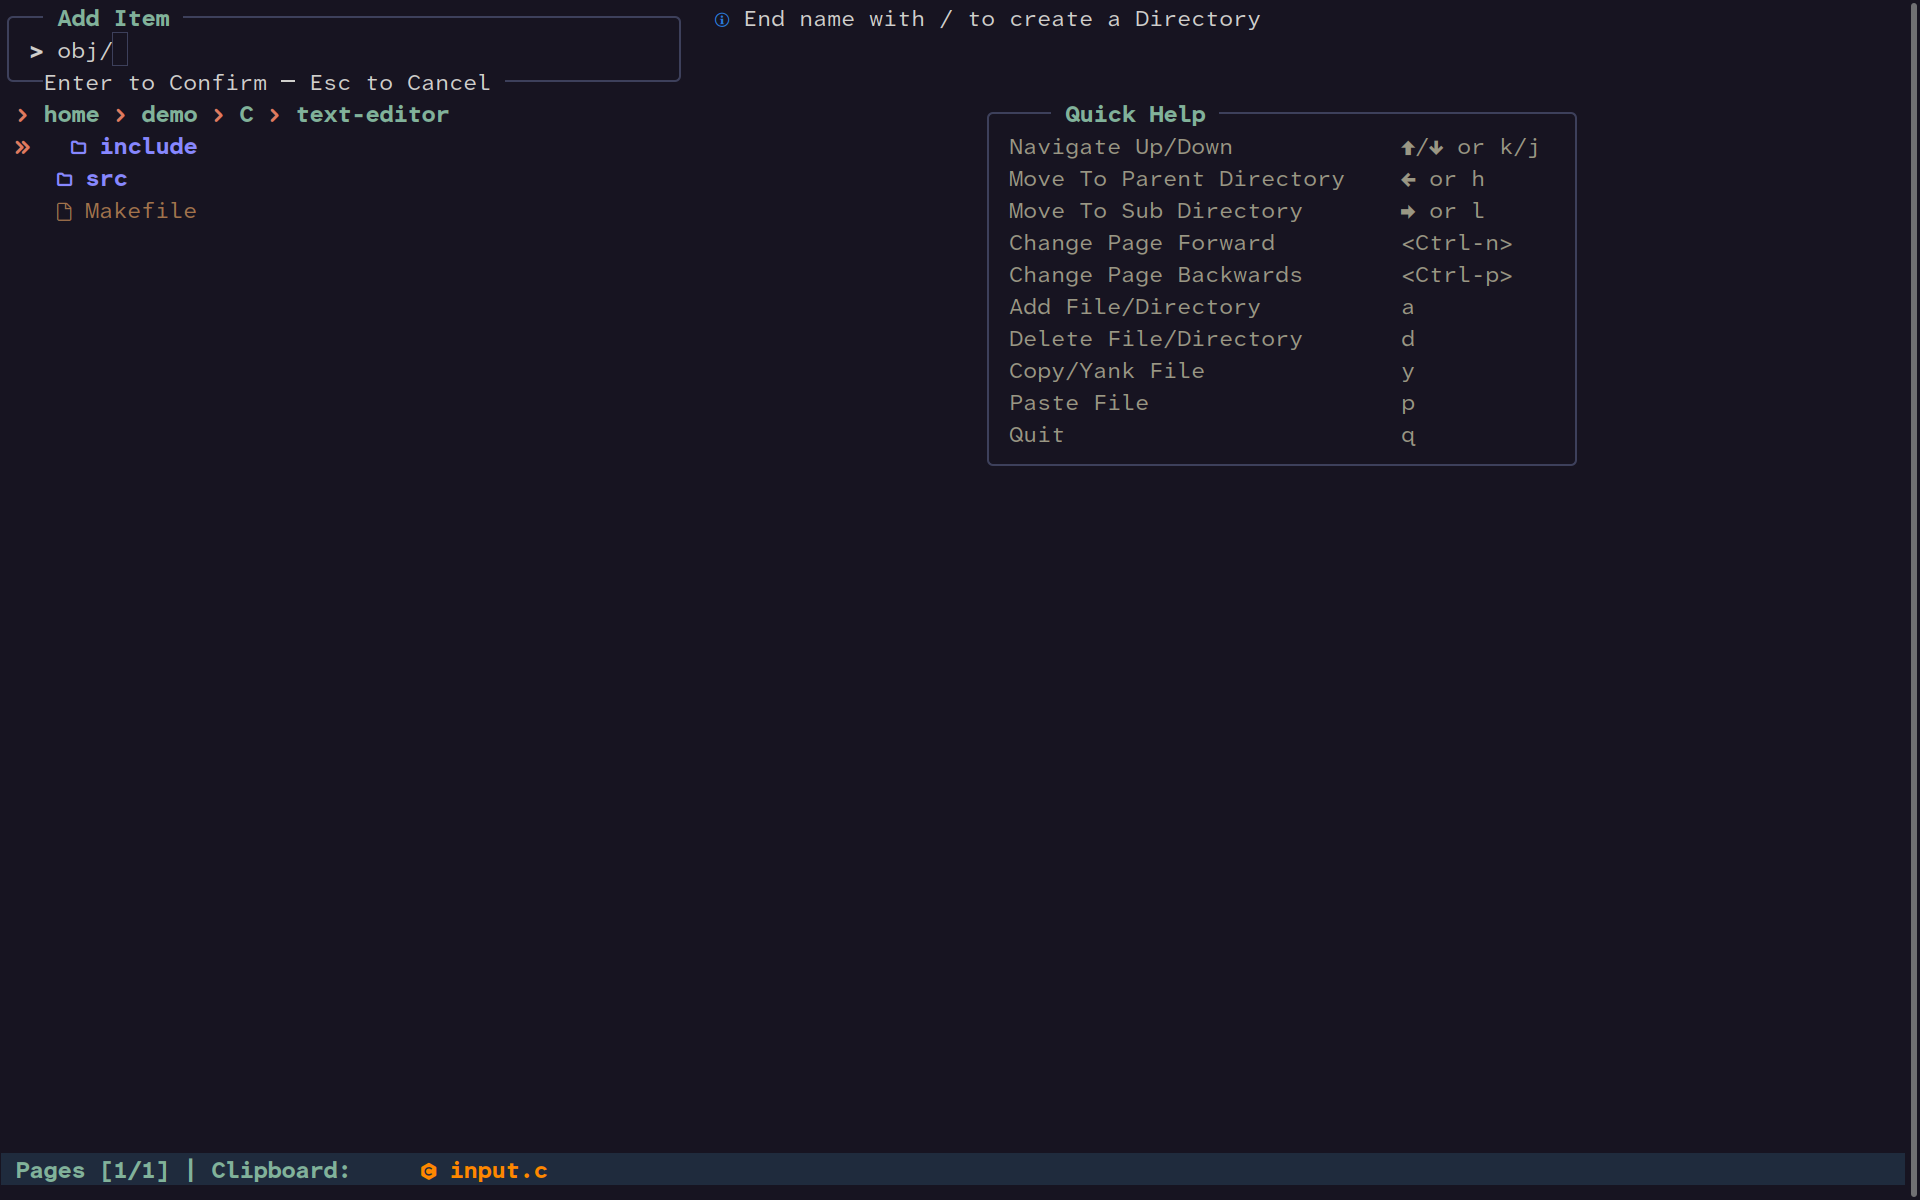 Add Item
> obj/
Enter to Confirm — Esc to Cancel
End name with / to create a Directory
> home > demo > C > text-editor
» include
src
Makefile
Quick Help
Navigate Up/Down ↑/↓ or k/j
Move To Parent Directory ← or h
Move To Sub Directory → or l
Change Page Forward <Ctrl-n>
Change Page Backwards <Ctrl-p>
Add File/Directory a
Delete File/Directory d
Copy/Yank File y
Paste File p
Quit q
Pages [1/1] | Clipboard: input.c